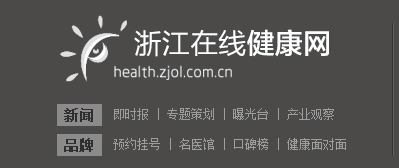 浙江在线健康网
health.zjol.com.cn
新闻 即时报 | 专题策划 | 曝光台 | 产业观察
品牌 预约挂号 | 名医馆 | 口碑榜 | 健康面对面